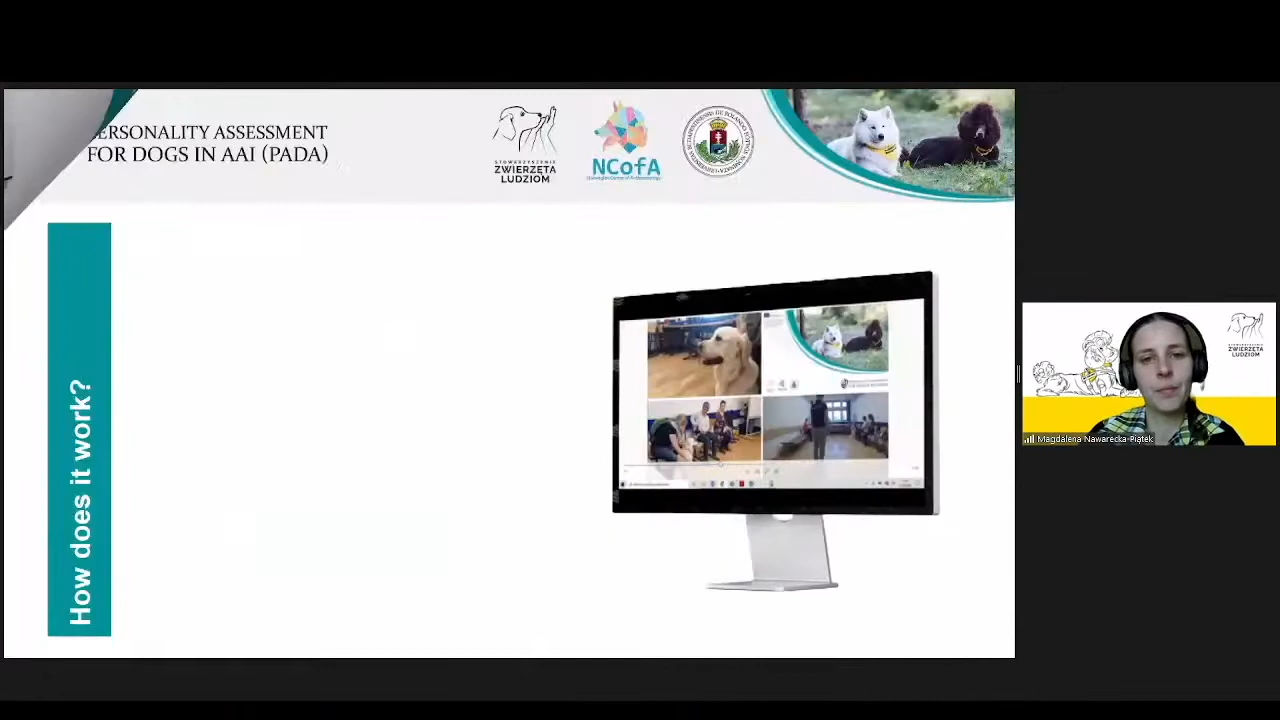 PERSONALITY ASSESSMENT
FOR DOGS IN AAI (PADA)
STOWARZYSZENIE
ZWIERZĘTA
LUDZIOM
NCofA
How does it work?
ZWIERZĘTA
LUDZIOM
Magdalena Nawarecka-Piątek